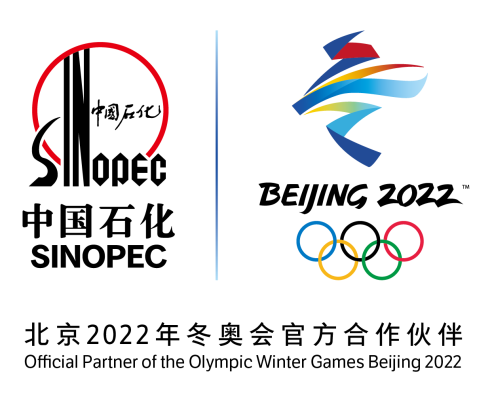 中国石化
SINOPEC
中国石化
SINOPEC
BEIJING 2022™
北京2022年冬奥会官方合作伙伴
Official Partner of the Olympic Winter Games Beijing 2022